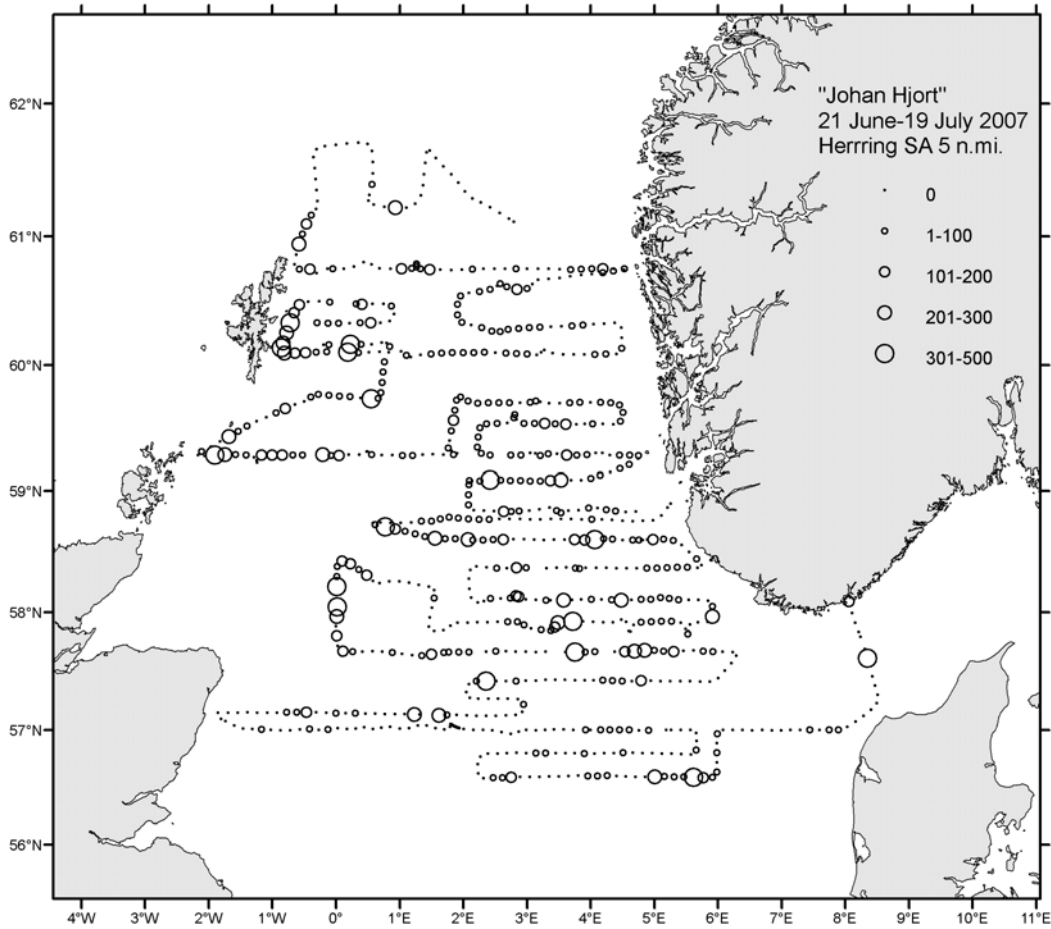 "Johan Hjort"
21 June-19 July 2007
Herrring SA 5 n.mi.
0
1-100
101-200
201-300
301-500
62°N
61°N
60°N
59°N
58°N
57°N
56°N
4°W 3°W 2°W 1°W 0° 1°E 2°E 3°E 4°E 5°E 6°E 7°E 8°E 9°E 10°E 11°E